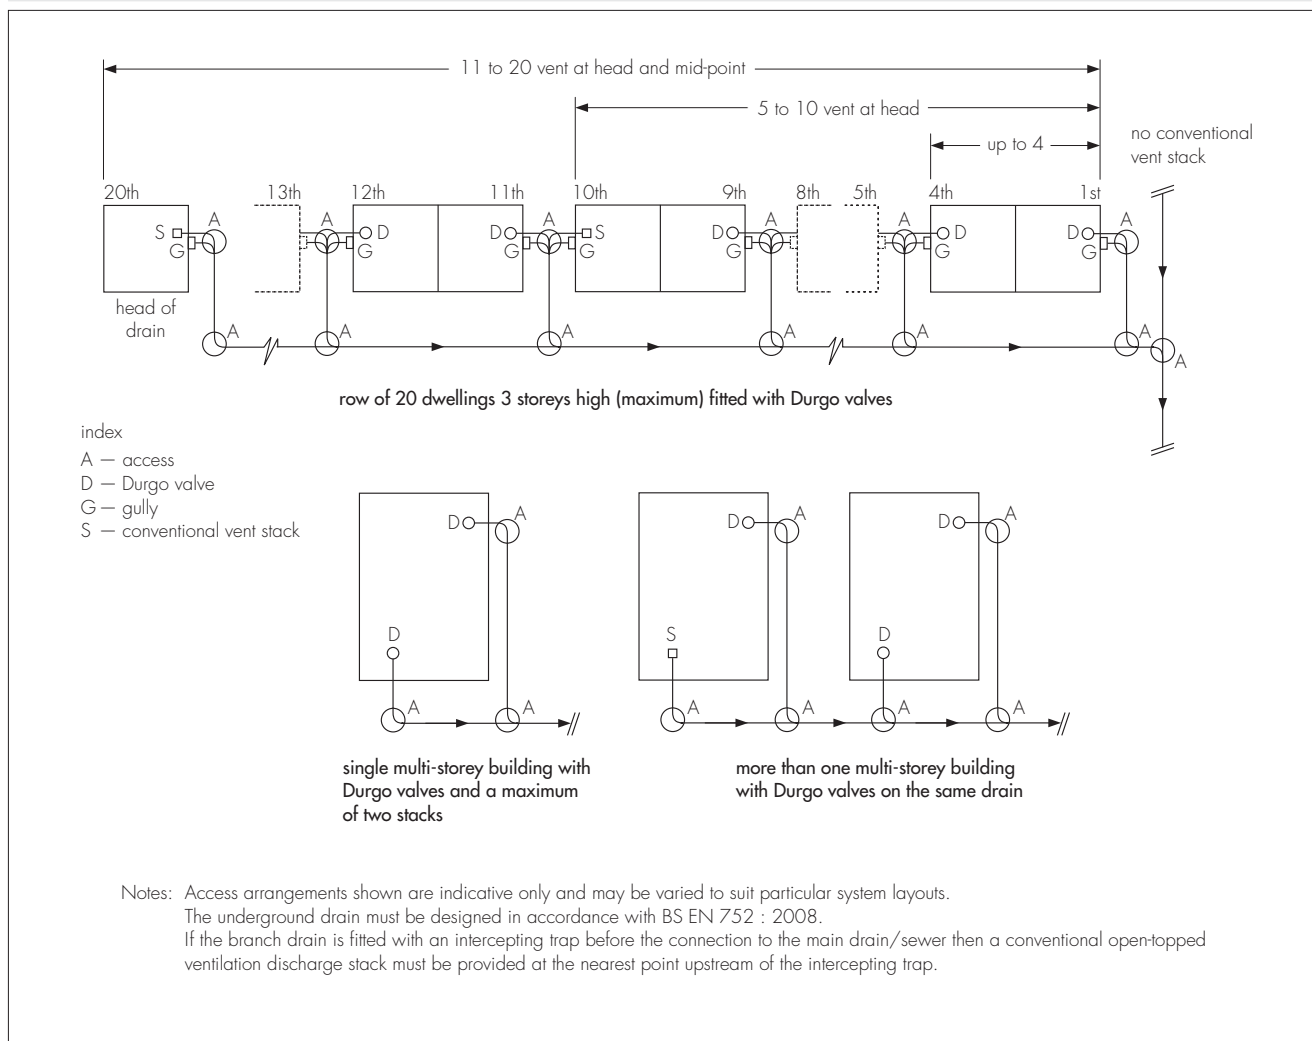 11 to 20 vent at head and mid-point
5 to 10 vent at head
up to 4
no conventional
vent stack
20th 13th 12th 11th 10th 9th 8th 5th 4th 1st
S A A D D A S D A A D D A
G G G G G G G
head of
drain
A A A A A A A
row of 20 dwellings 3 storeys high (maximum) fitted with Durgo valves
index
A — access
D — Durgo valve
G — gully
S — conventional vent stack
D A D A D A
D S D
A A A A A A
single multi-storey building with
Durgo valves and a maximum
of two stacks
more than one multi-storey building
with Durgo valves on the same drain
Notes: Access arrangements shown are indicative only and may be varied to suit particular system layouts.
The underground drain must be designed in accordance with BS EN 752 : 2008.
If the branch drain is fitted with an intercepting trap before the connection to the main drain/sewer then a conventional open-topped
ventilation discharge stack must be provided at the nearest point upstream of the intercepting trap.